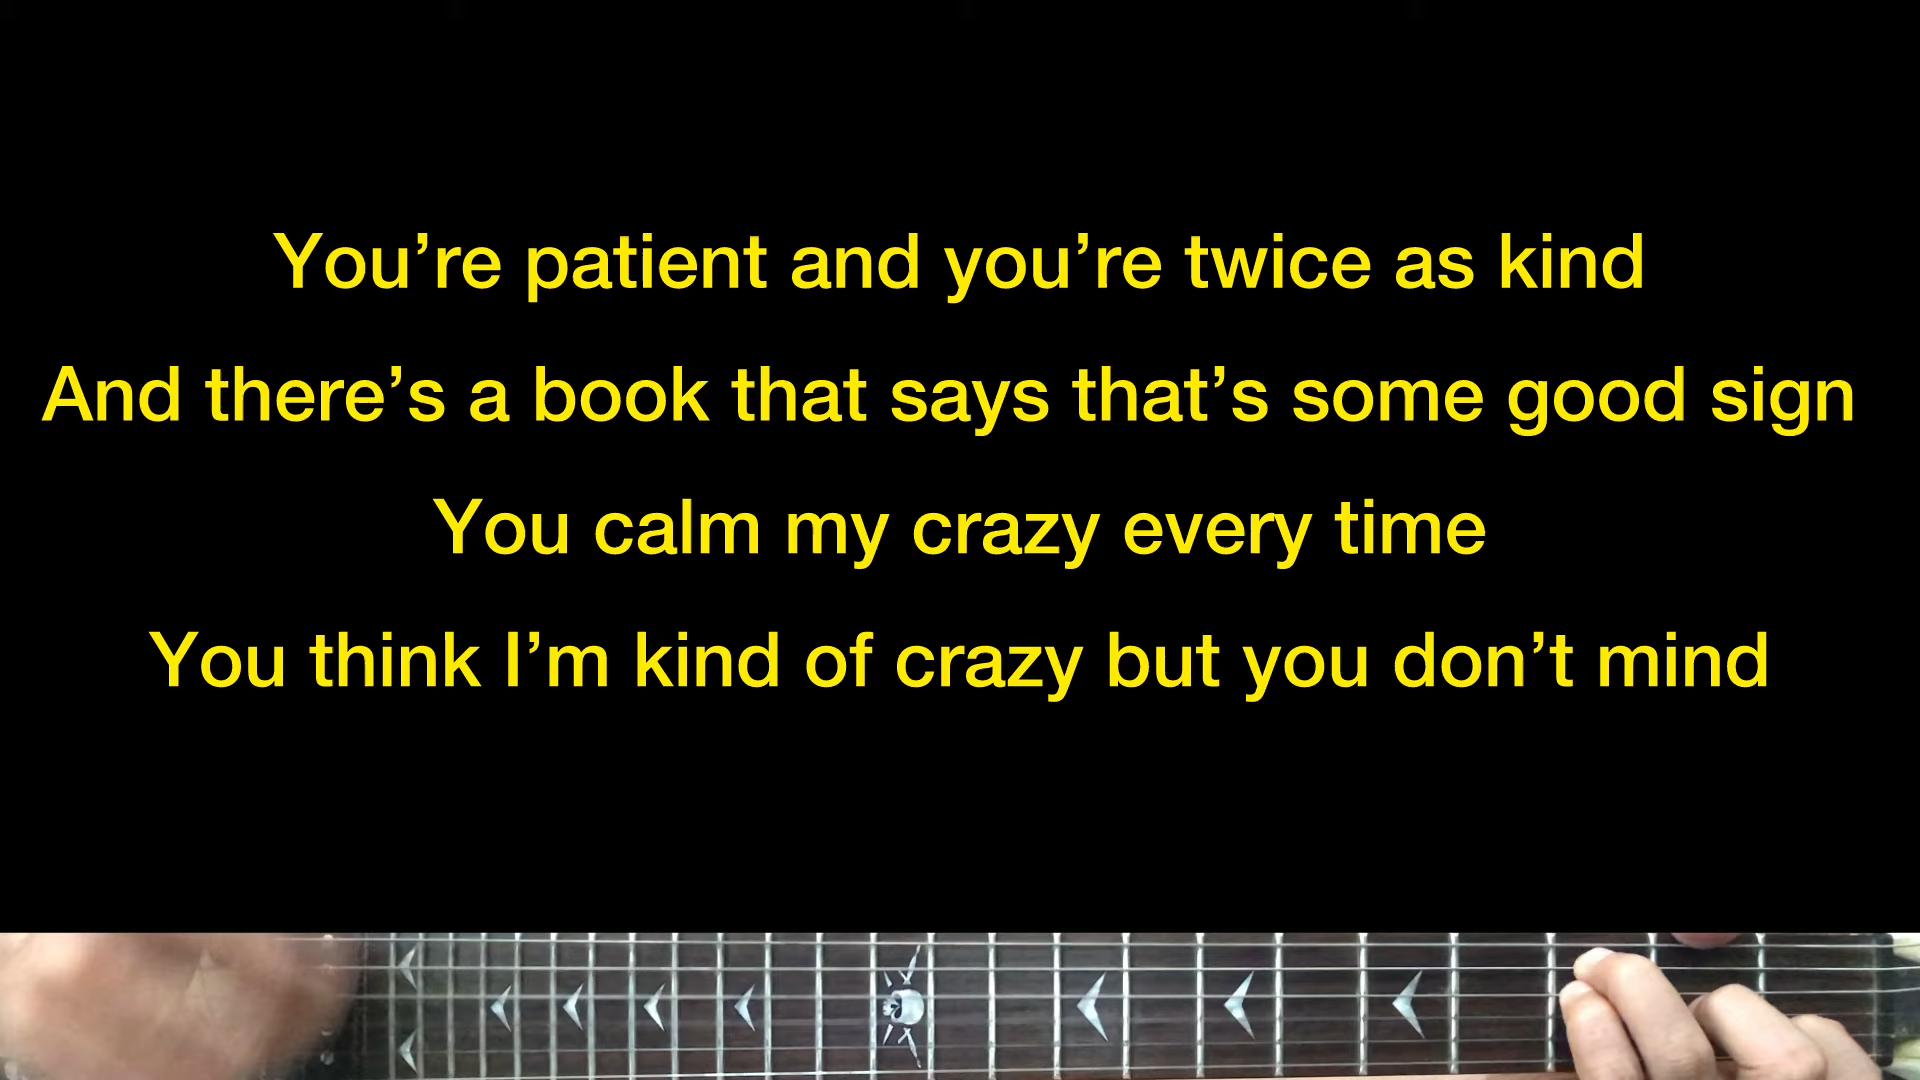 You’re patient and you’re twice as kind
And there’s a book that says that’s some good sign
You calm my crazy every time
You think I’m kind of crazy but you don’t mind